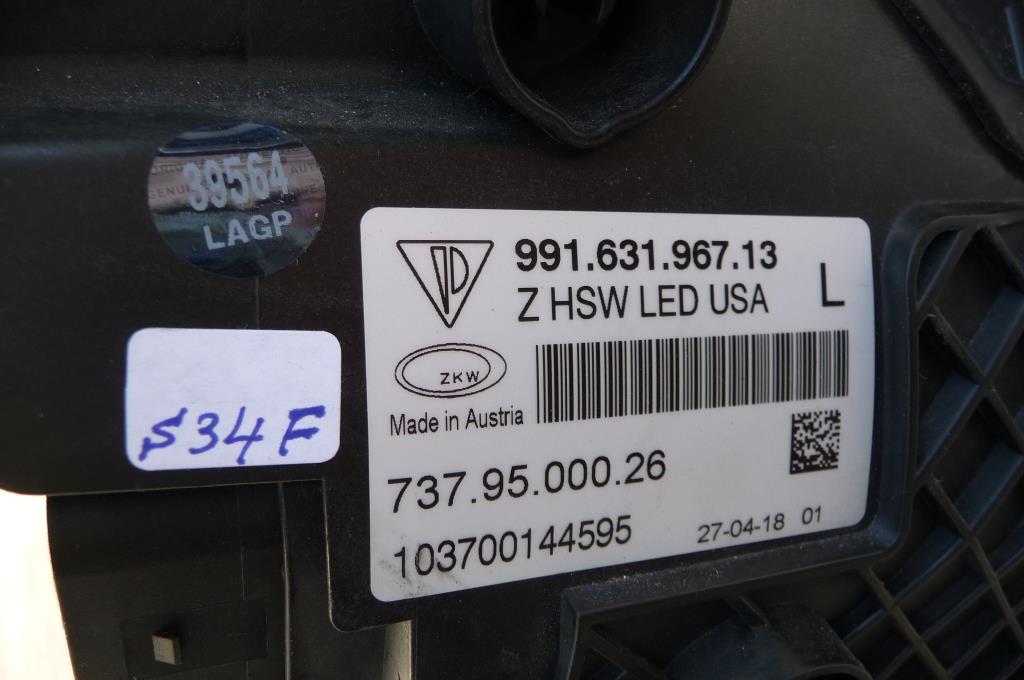 39564
LAGP
991.631.967.13
Z HSW LED USA
L
ZKW
Made in Austria
737.95.000.26
103700144595
27-04-18 01
S34F